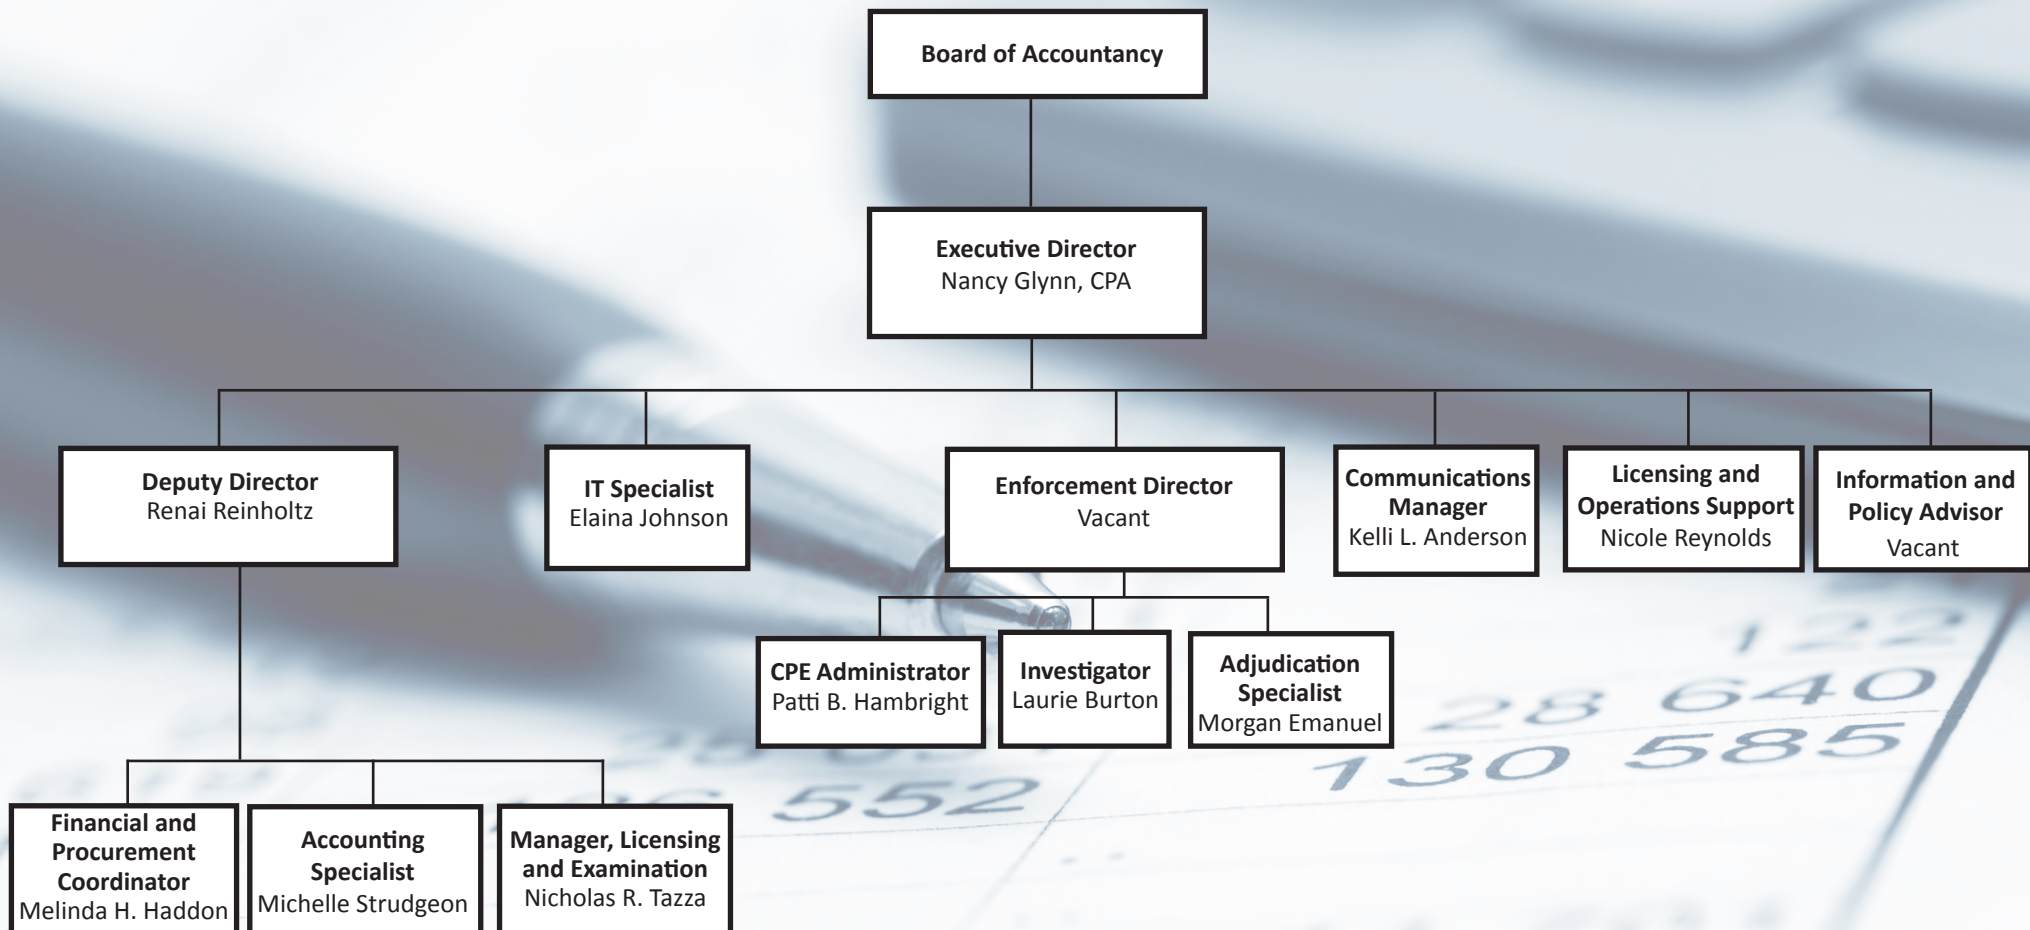 Board of Accountancy
Executive Director
Nancy Glynn, CPA
Deputy Director
Renai Reinholtz
IT Specialist
Elaina Johnson
Enforcement Director
Vacant
Communications
Manager
Kelli L. Anderson
Licensing and
Operations Support
Nicole Reynolds
Information and
Policy Advisor
Vacant
CPE Administrator
Patti B. Hambright
Investigator
Laurie Burton
Adjudication
Specialist
Morgan Emanuel
Financial and
Procurement
Coordinator
Melinda H. Haddon
Accounting
Specialist
Michelle Strudgeon
Manager, Licensing
and Examination
Nicholas R. Tazza
122
28 640
130 585
552